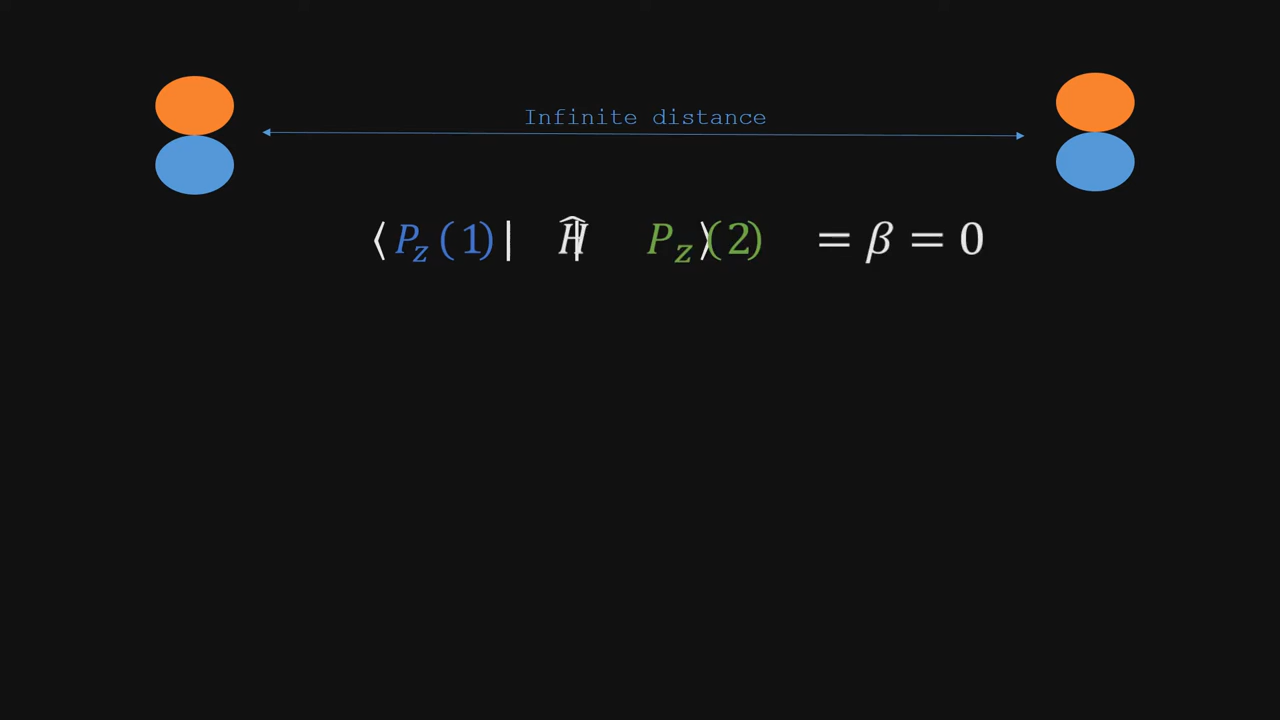 Infinite distance
⟨P_z(1)| Ĥ |P_z⟩(2) = β = 0